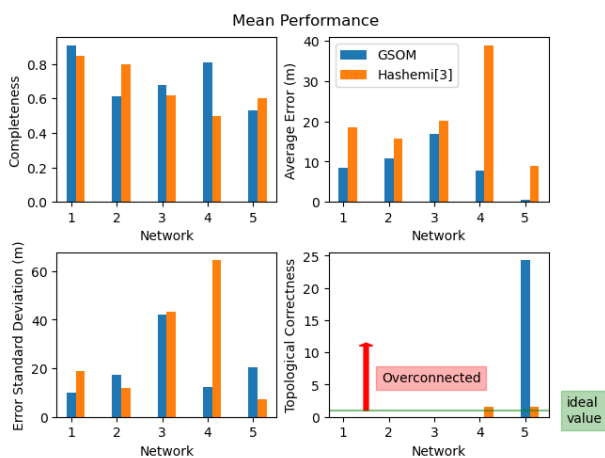 Mean Performance
Completeness
0.8
0.6
0.4
0.2
0.0
1 2 3 4 5
Network
Average Error (m)
40
30
20
10
0
GSOM
Hashemi[3]
1 2 3 4 5
Network
Error Standard Deviation (m)
60
40
20
0
1 2 3 4 5
Network
Topological Correctness
25
20
15
10
5
0
Overconnected
1 2 3 4 5
Network
ideal
value